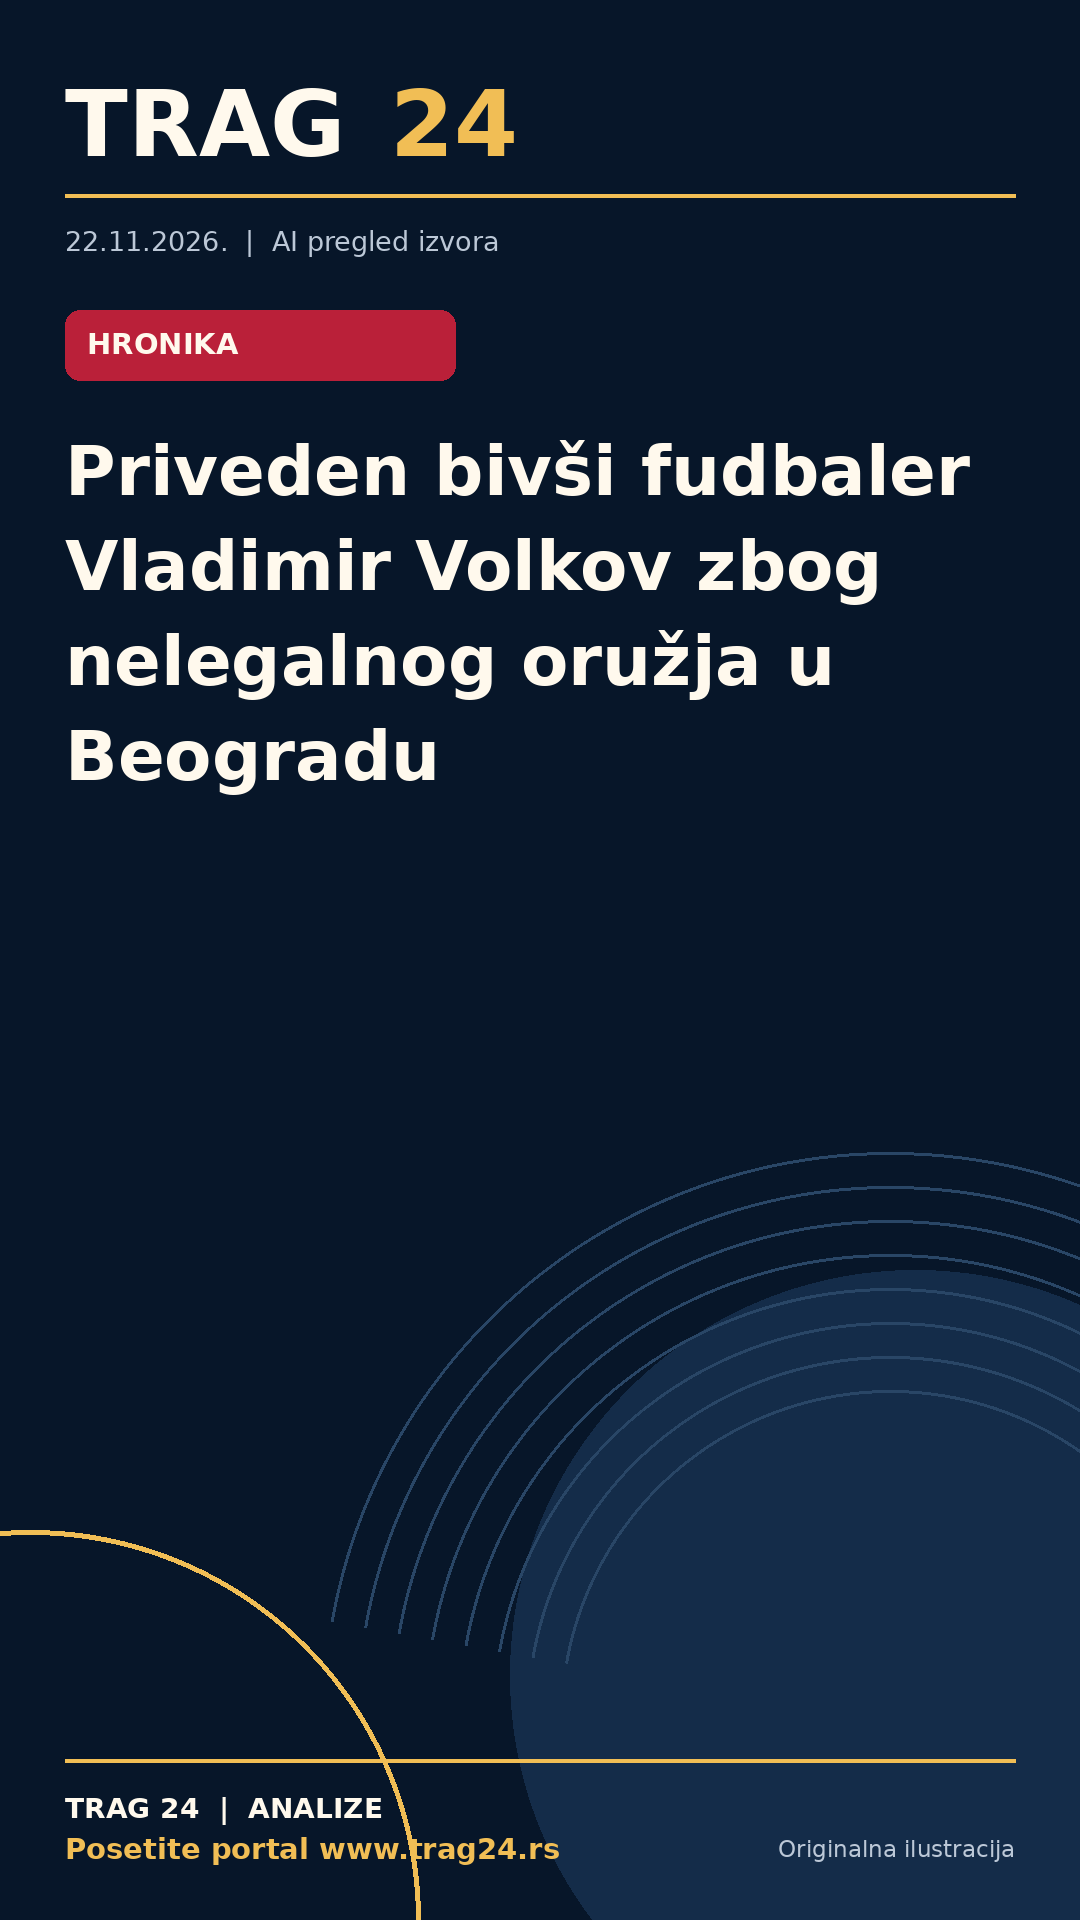 TRAG 24
22.11.2026. | AI pregled izvora
HRONIKA
Priveden bivši fudbaler
Vladimir Volkov zbog
nelegalnog oružja u
Beogradu
TRAG 24 | ANALIZE
Posetite portal www.trag24.rs
Originalna ilustracija